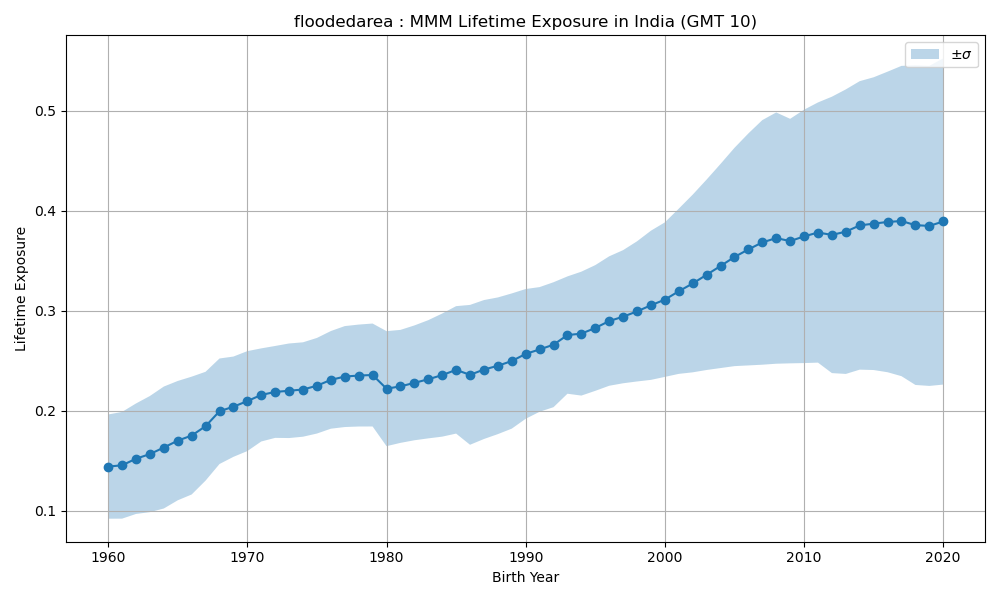 floodedarea : MMM Lifetime Exposure in India (GMT 10)
±σ
Lifetime Exposure
0.5
0.4
0.3
0.2
0.1
1960 1970 1980 1990 2000 2010 2020
Birth Year